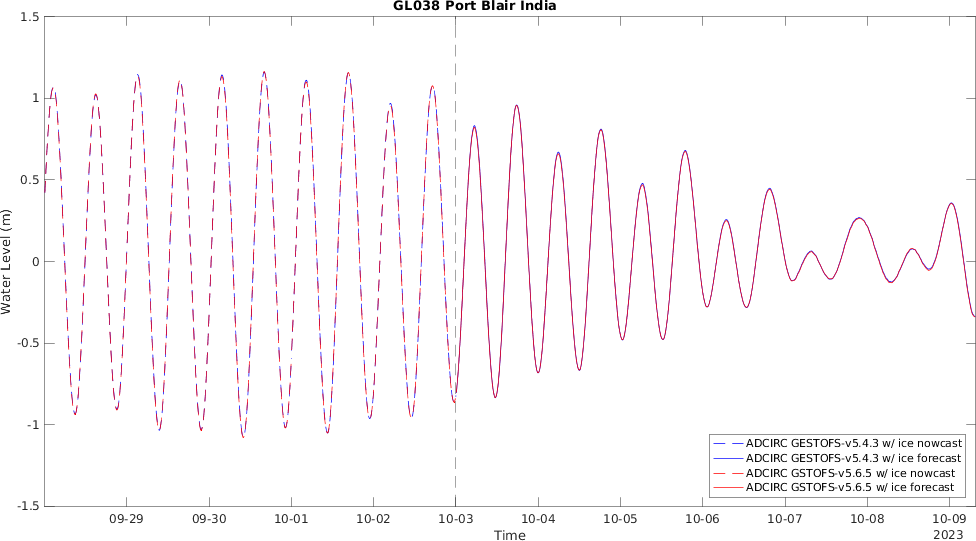 GL038 Port Blair India
1.5
1
0.5
0
-0.5
-1
-1.5
Water Level (m)
09-29 09-30 10-01 10-02 10-03 10-04 10-05 10-06 10-07 10-08 10-09
2023
Time
ADCIRC GESTOFS-v5.4.3 w/ ice nowcast
ADCIRC GESTOFS-v5.4.3 w/ ice forecast
ADCIRC GSTOFS-v5.6.5 w/ ice nowcast
ADCIRC GSTOFS-v5.6.5 w/ ice forecast